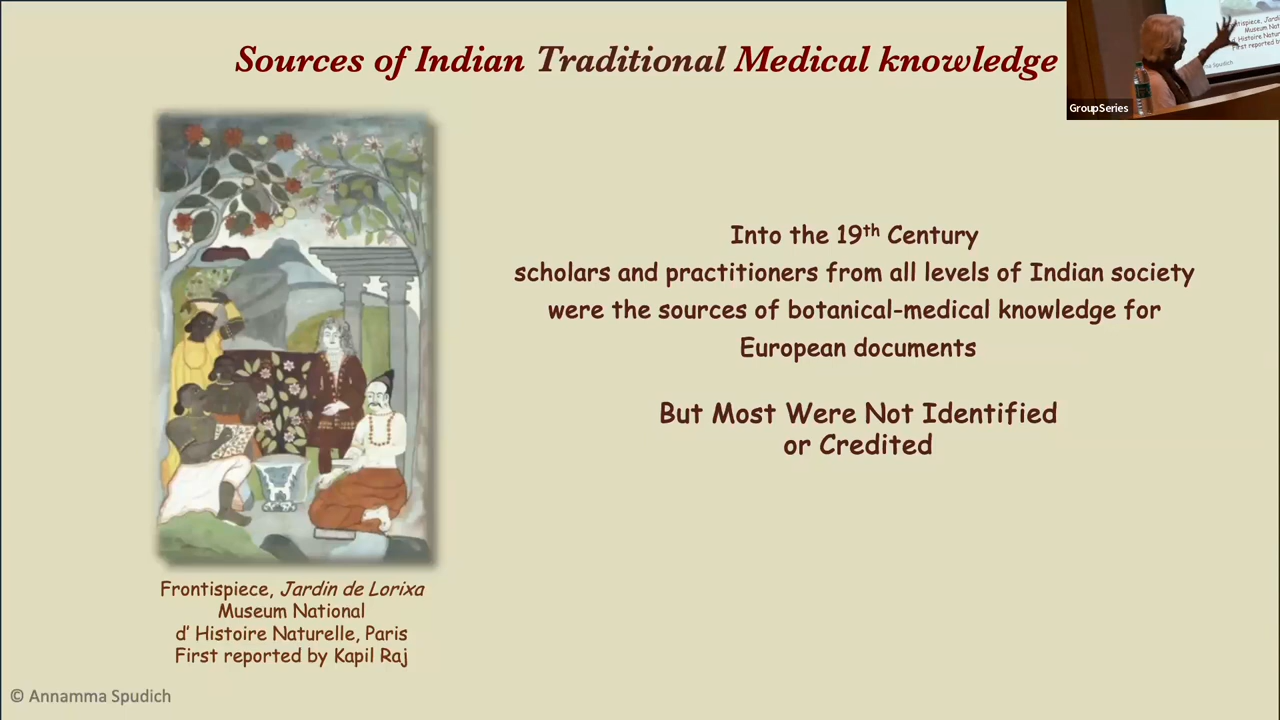 Sources of Indian Traditional Medical knowledge
GroupSeries
Into the 19th Century
scholars and practitioners from all levels of Indian society
were the sources of botanical-medical knowledge for
European documents
But Most Were Not Identified
or Credited
Frontispiece, Jardin de Lorixa
Museum National
d' Histoire Naturelle, Paris
First reported by Kapil Raj
© Annamma Spudich